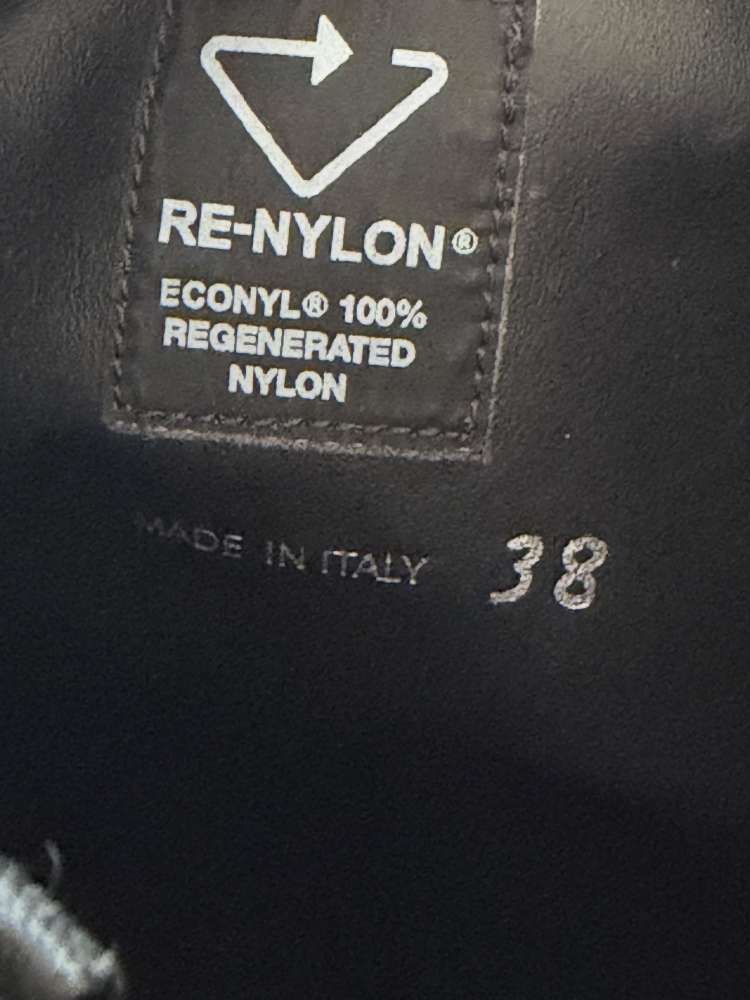 RE-NYLON®
ECONYL® 100%
REGENERATED
NYLON
MADE IN ITALY 38